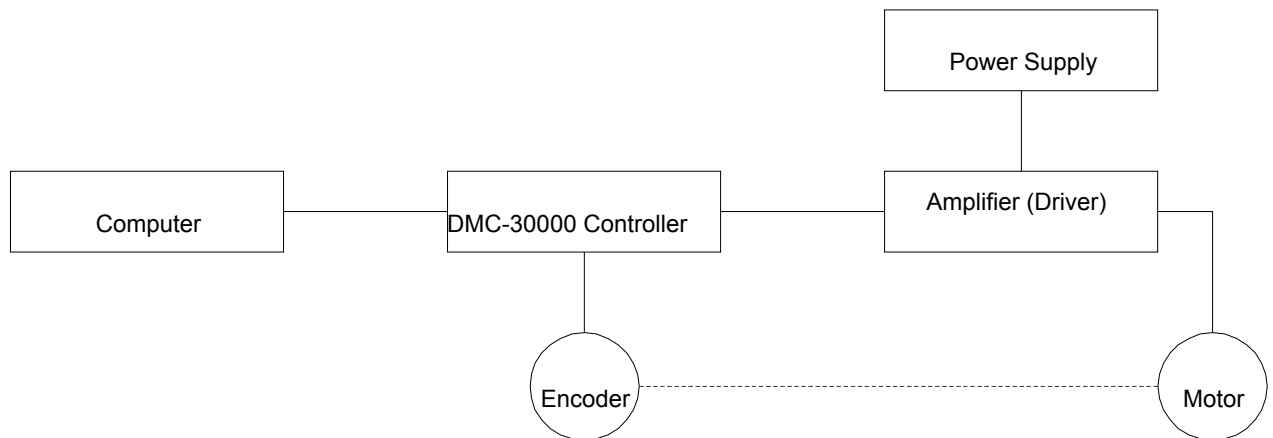 Power Supply
Computer
DMC-30000 Controller
Amplifier (Driver)
Encoder
Motor